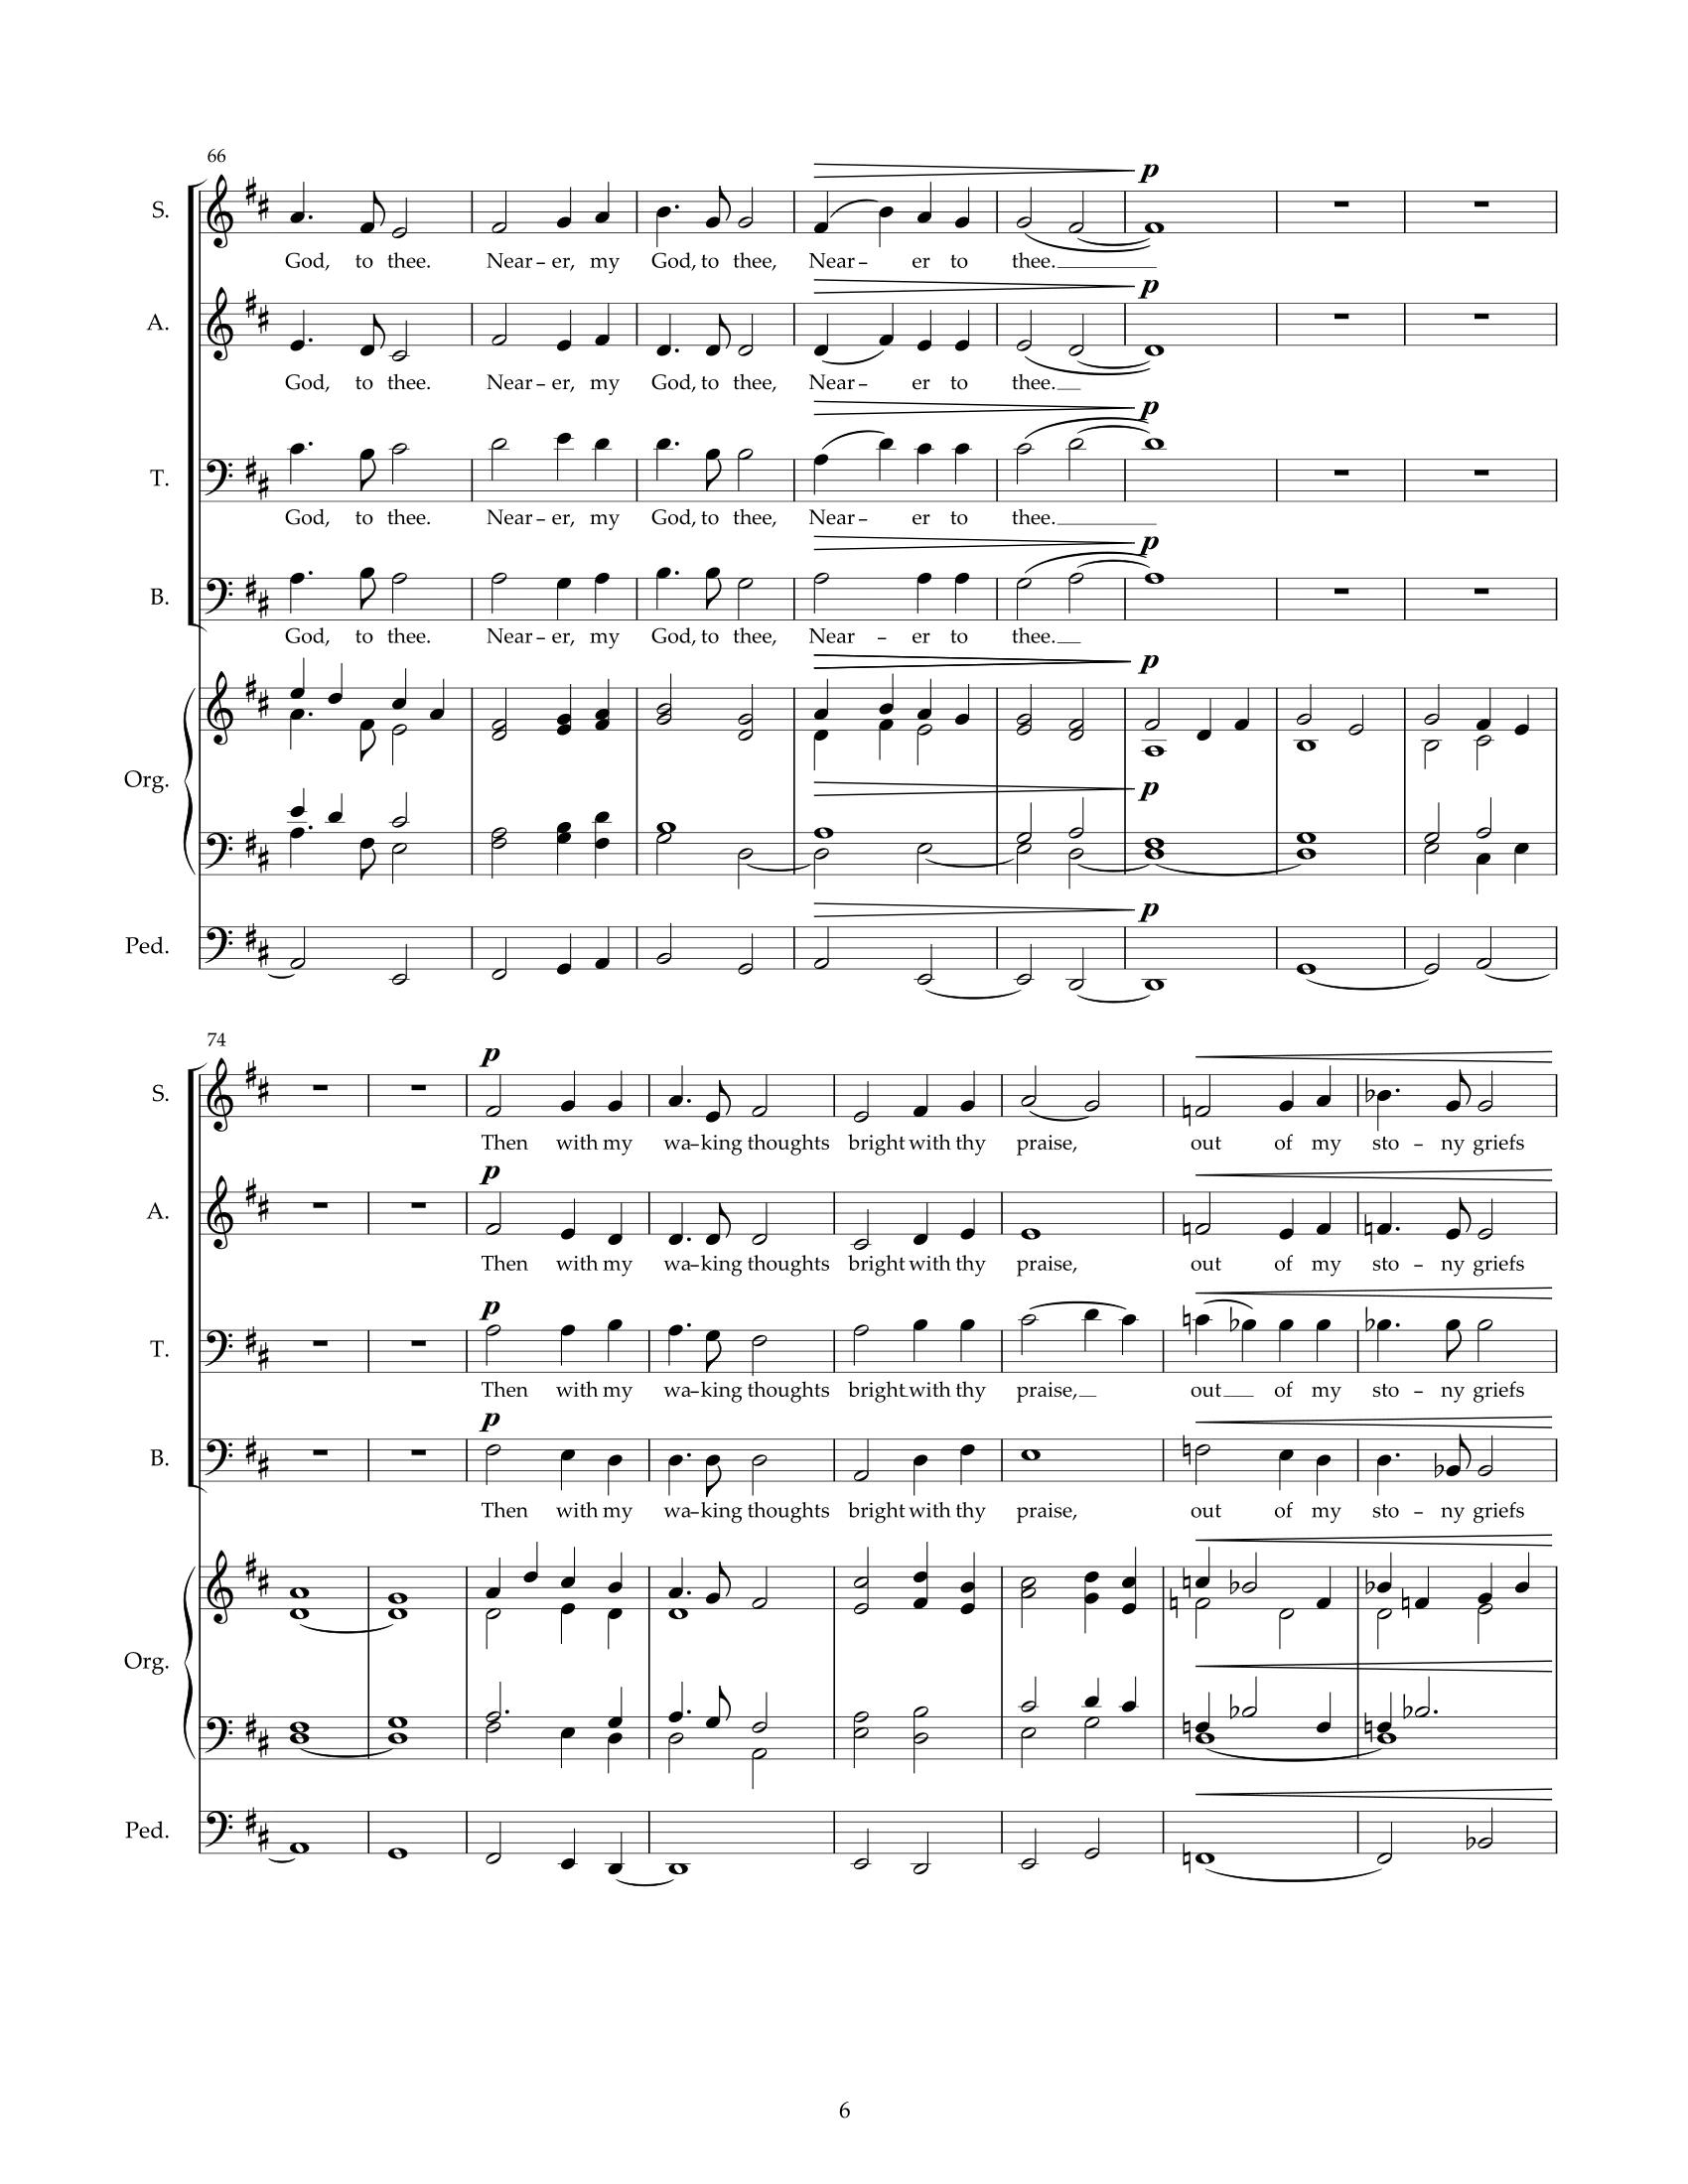 66
p
S.
God, to thee. Near – er, my God, to thee, Near – er to thee.
p
A.
God, to thee. Near – er, my God, to thee, Near – er to thee.
p
T.
God, to thee. Near – er, my God, to thee, Near – er to thee.
p
B.
God, to thee. Near – er, my God, to thee, Near – er to thee.
p
Org.
p
p
Ped.
74
p
S.
Then with my wa – king thoughts bright with thy praise, out of my sto – ny griefs
p
A.
Then with my wa – king thoughts bright with thy praise, out of my sto – ny griefs
p
T.
Then with my wa – king thoughts bright with thy praise, out of my sto – ny griefs
p
B.
Then with my wa – king thoughts bright with thy praise, out of my sto – ny griefs
Org.
Ped.
6